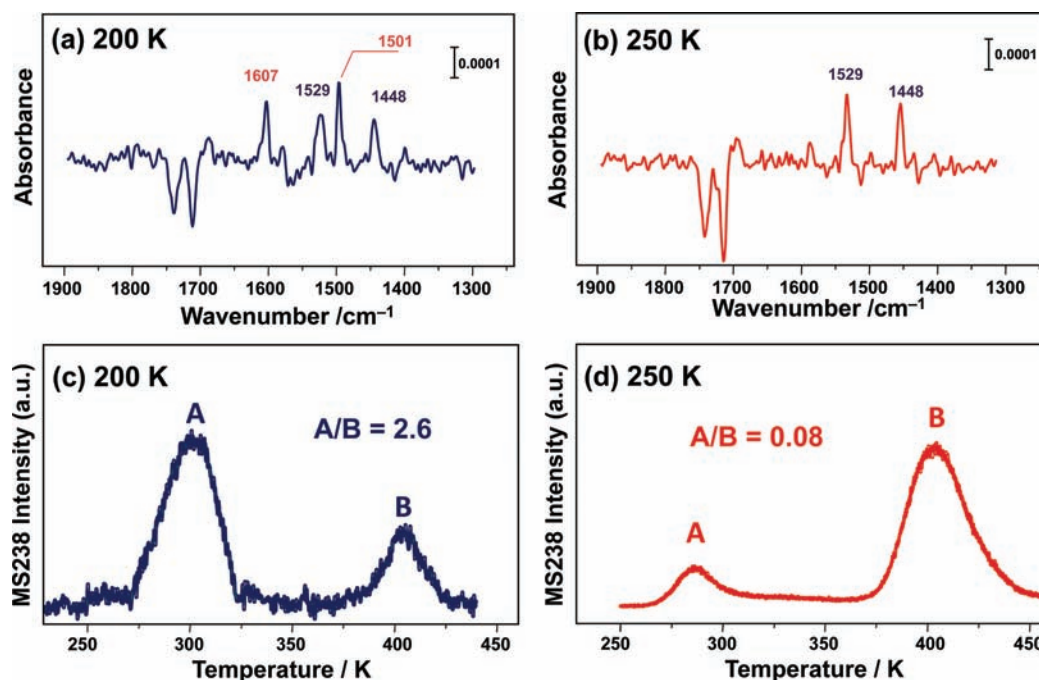 (a) 200 K
1501
0.0001
1607
1529
1448
Absorbance
1900 1800 1700 1600 1500 1400 1300
Wavenumber /cm⁻¹
(b) 250 K
0.0001
1529
1448
Absorbance
1900 1800 1700 1600 1500 1400 1300
Wavenumber /cm⁻¹
(c) 200 K
A
A/B = 2.6
B
MS238 Intensity (a.u.)
250 300 350 400 450
Temperature / K
(d) 250 K
B
A/B = 0.08
A
MS238 Intensity (a.u.)
250 300 350 400 450
Temperature / K